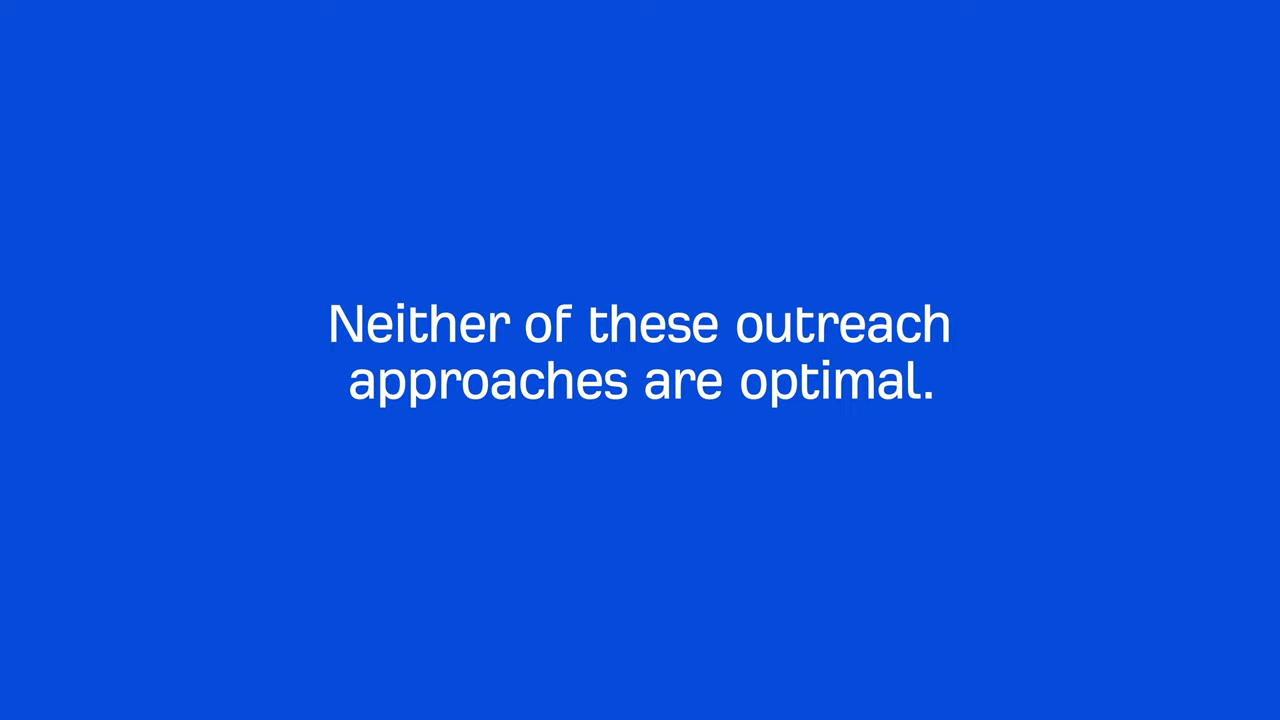 Neither of these outreach
approaches are optimal.